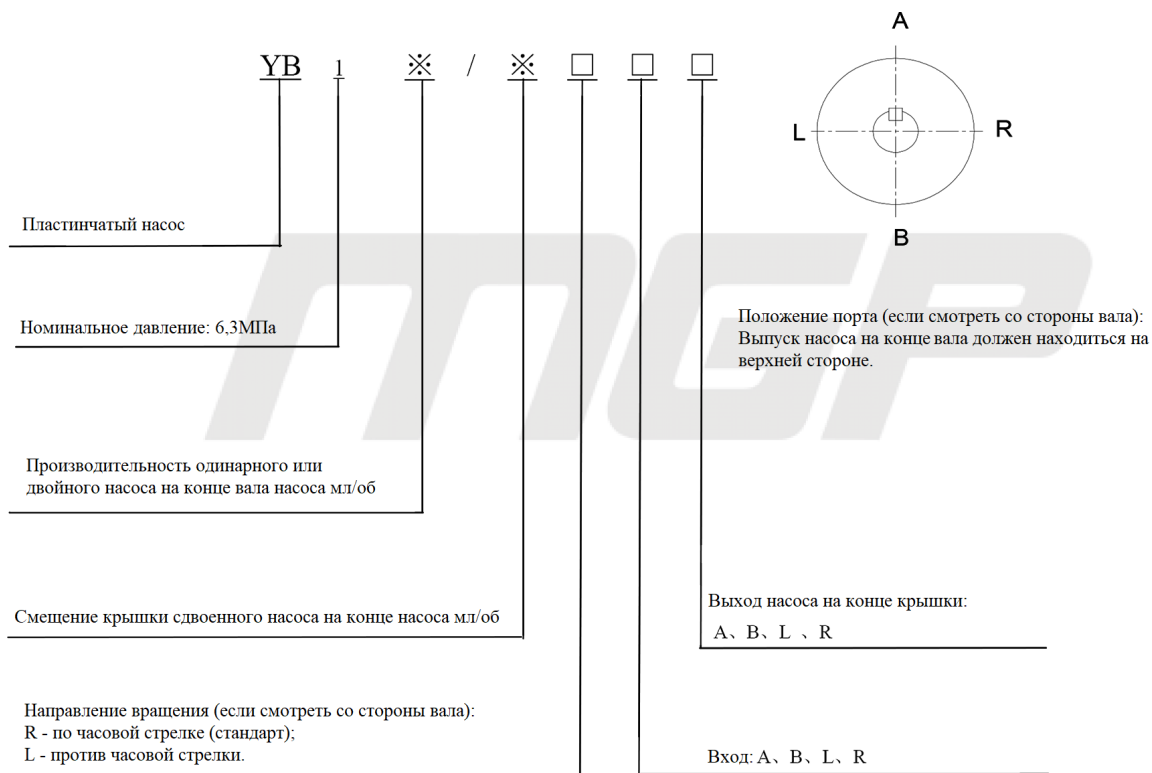 YB 1 ※ / ※ □ □ □
A
L
R
B
Пластинчатый насос
Номинальное давление: 6,3МПа
Положение порта (если смотреть со стороны вала):
Выпуск насоса на конце вала должен находиться на
верхней стороне.
MGP
Производительность одинарного или
двойного насоса на конце вала насоса мл/об
Смещение крышки сдвоенного насоса на конце насоса мл/об
Выход насоса на конце крышки:
A、B、L 、R
Направление вращения (если смотреть со стороны вала):
R - по часовой стрелке (стандарт);
L - против часовой стрелки.
Вход: A、B、L、R